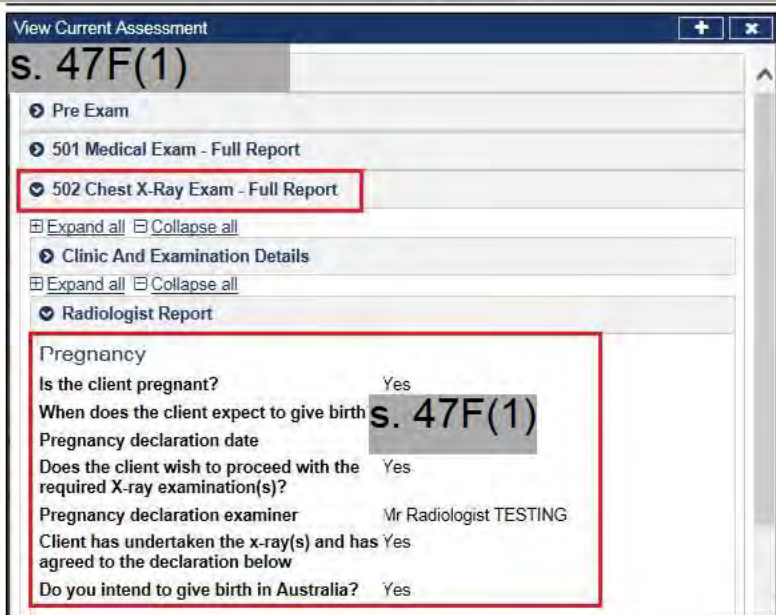 View Current Assessment
s. 47F(1)
Pre Exam
501 Medical Exam - Full Report
502 Chest X-Ray Exam - Full Report
Expand all Collapse all
Clinic And Examination Details
Expand all Collapse all
Radiologist Report
Pregnancy
Is the client pregnant? Yes
When does the client expect to give birth s. 47F(1)
Pregnancy declaration date
Does the client wish to proceed with the Yes
required X-ray examination(s)?
Pregnancy declaration examiner Mr Radiologist TESTING
Client has undertaken the x-ray(s) and has Yes
agreed to the declaration below
Do you intend to give birth in Australia? Yes